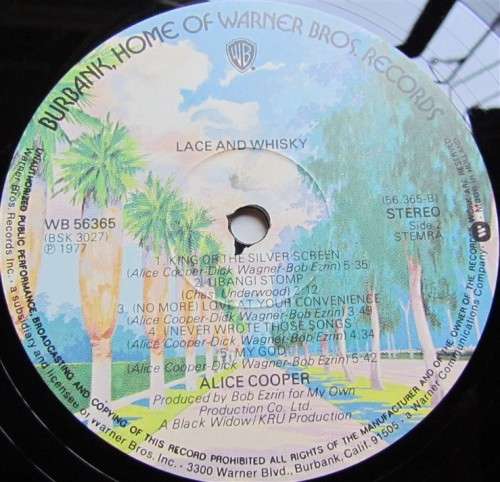 BURBANK, HOME OF WARNER BROS. RECORDS
WB
LACE AND WHISKY
WB 56365
(BSK 3027)
℗ 1977
(56.365-B)
STEREO
Side 2
STEMRA
1. KING OF THE SILVER SCREEN
(Alice Cooper-Dick Wagner-Bob Ezrin) 5:35
2. UBANGI STOMP
(Chas Underwood) 2.12
3. (NO MORE) LOVE AT YOUR CONVENIENCE
(Alice Cooper-Dick Wagner-Bob Ezrin) 3.49
4. I NEVER WROTE THOSE SONGS
(Alice Cooper-Dick Wagner-Bob Ezrin) 4.34
5. MY GOD
(Alice Cooper-Dick Wagner-Bob Ezrin) 5:42
ALICE COOPER
Produced by Bob Ezrin for My Own
Production Co. Ltd.
A Black Widow/KRU Production
UNAUTHORIZED PUBLIC PERFORMANCE, BROADCASTING AND COPYING OF THIS RECORD PROHIBITED ALL RIGHTS OF THE MANUFACTURER AND OF THE OWNER OF THE RECORDED
Warner Bros. Records Inc. - a subsidiary and licensee of Warner Bros. Inc. - 3300 Warner Blvd., Burbank, Calif. 91505 - a Warner Communications Company